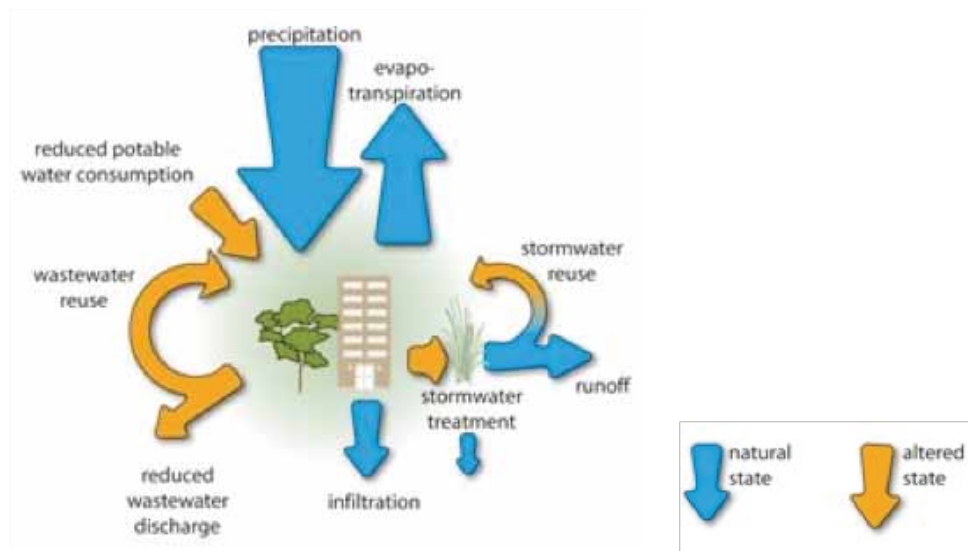 precipitation
evapo-
transpiration
reduced potable
water consumption
stormwater
reuse
wastewater
reuse
runoff
stormwater
treatment
reduced
wastewater
discharge
infiltration
natural
state
altered
state